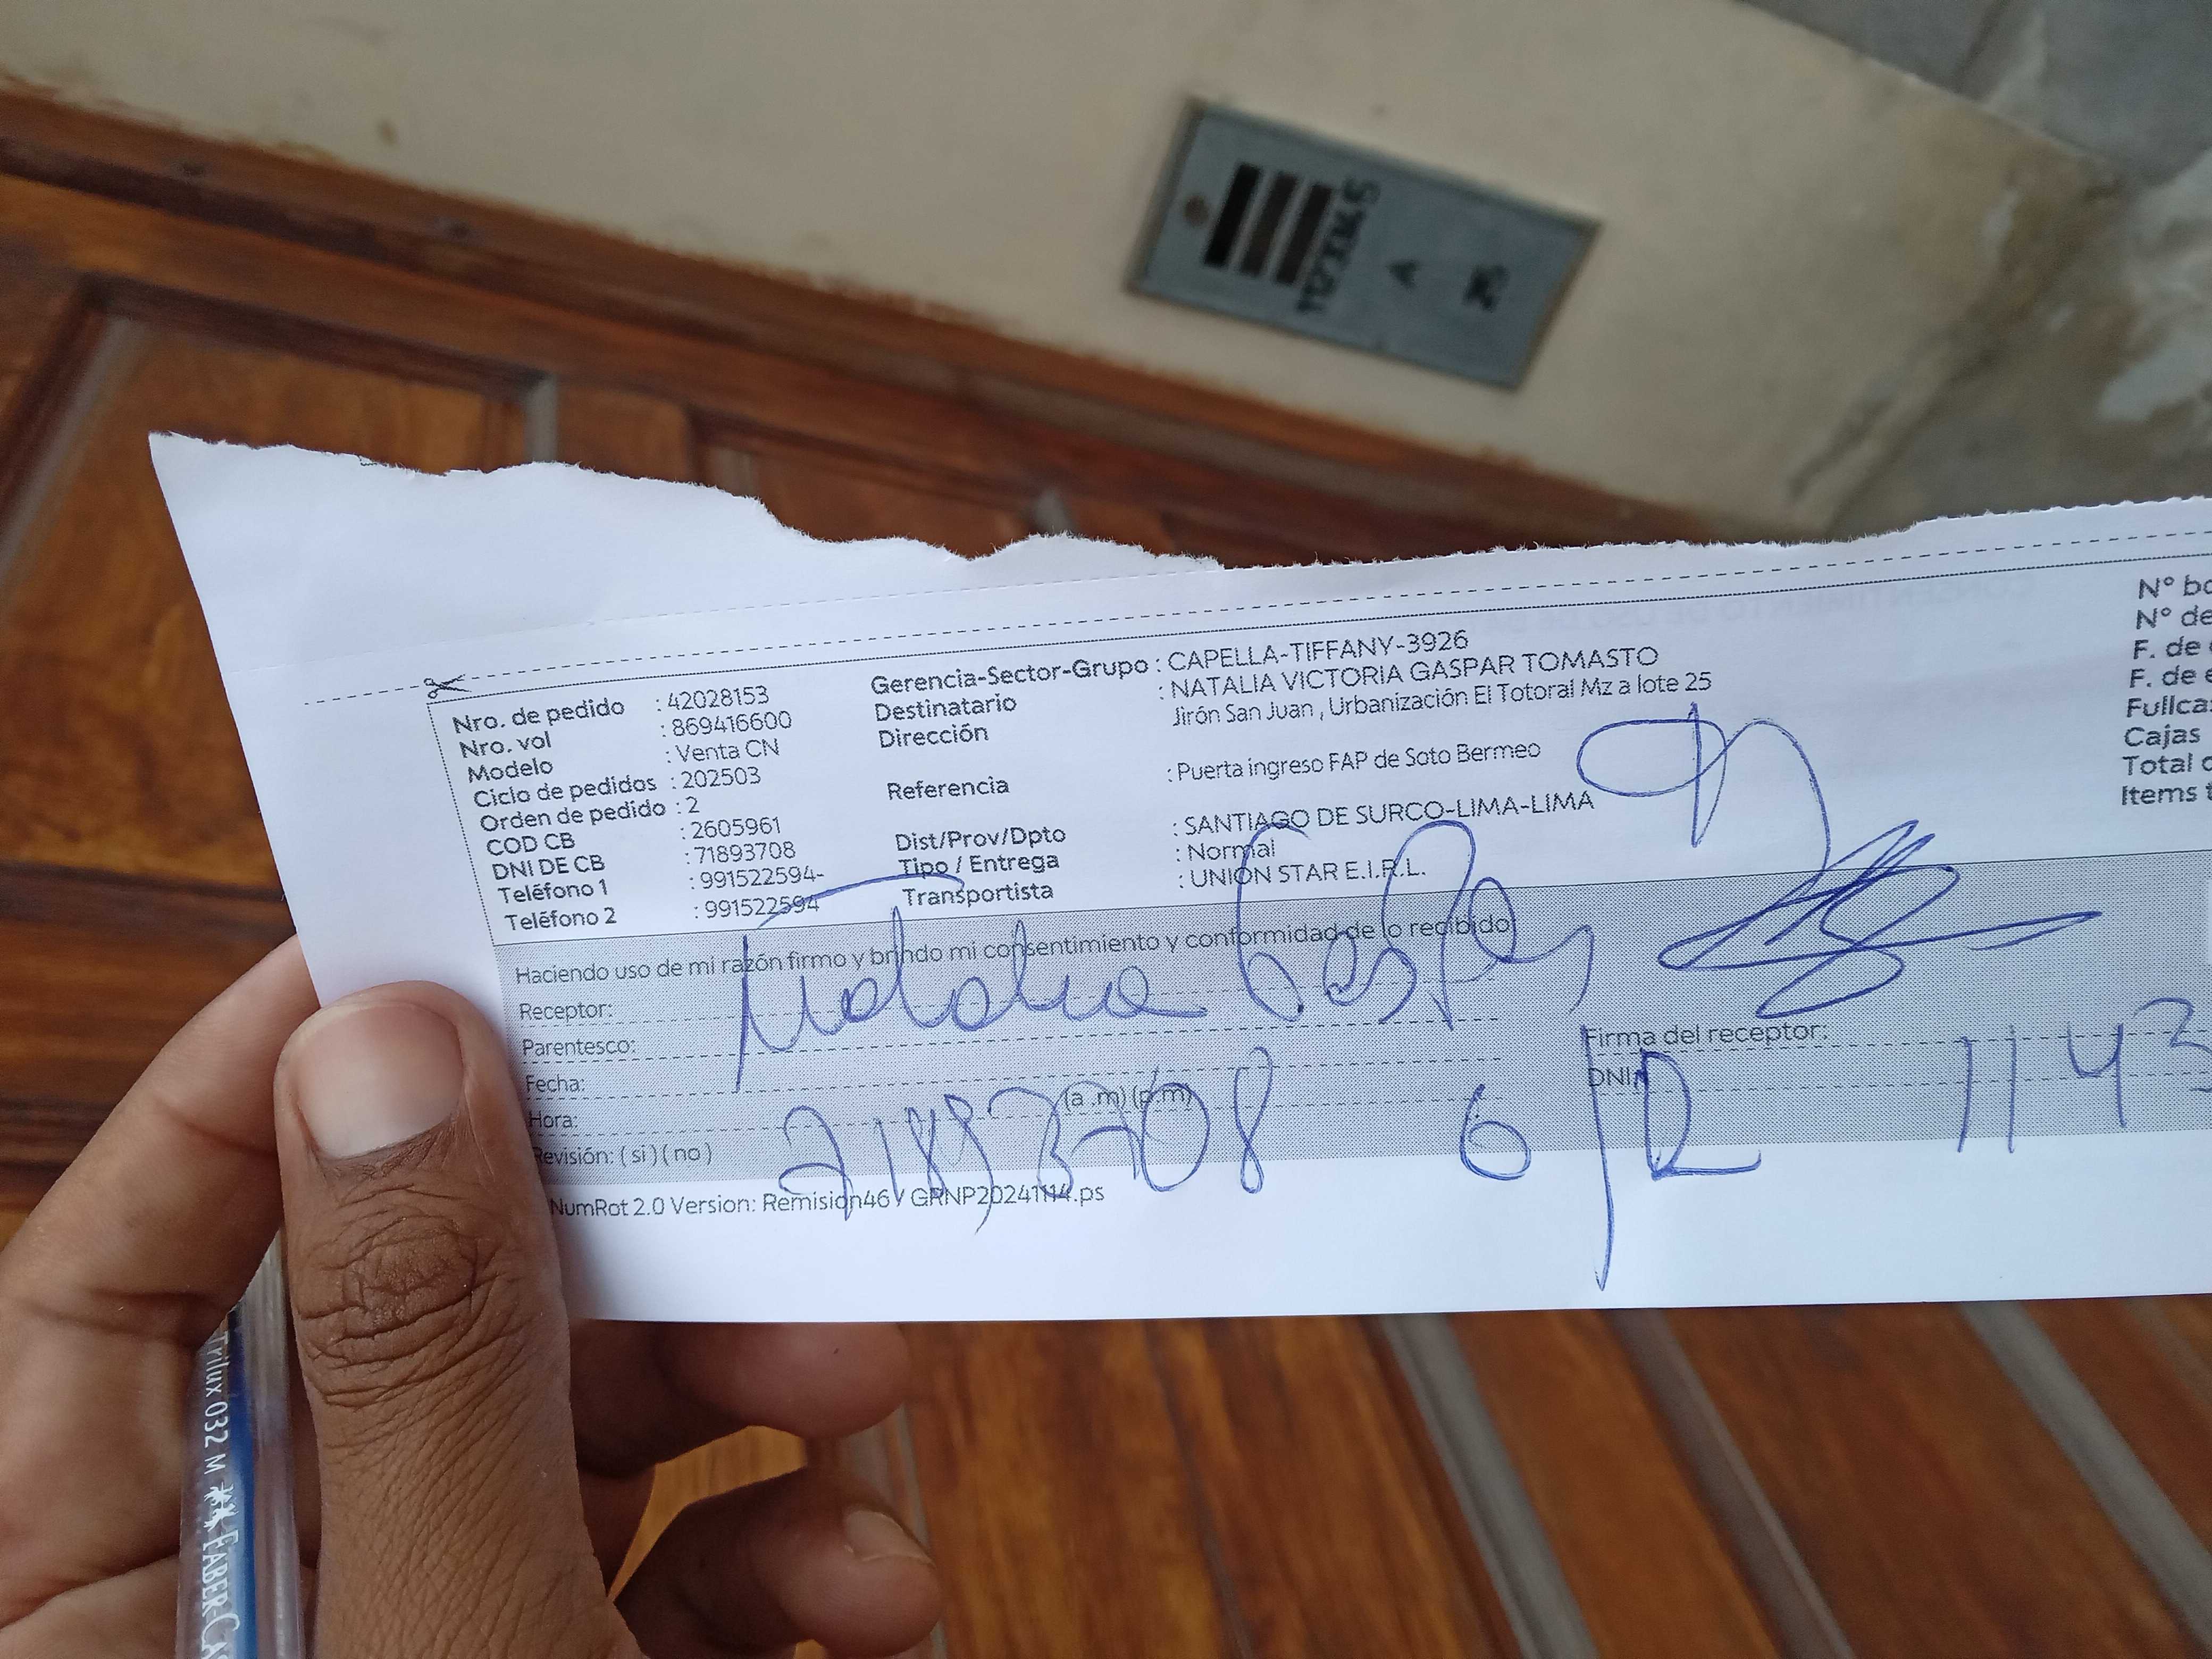 A
25
Nro. de pedido : 42028153
Nro. vol : 869416600
Modelo : Venta CN
Ciclo de pedidos : 202503
Orden de pedido : 2
COD CB : 2605961
DNI DE CB : 71893708
Teléfono 1 : 991522594-
Teléfono 2 : 991522594
Gerencia-Sector-Grupo : CAPELLA-TIFFANY-3926
Destinatario : NATALIA VICTORIA GASPAR TOMASTO
Dirección Jirón San Juan , Urbanización El Totoral Mz a lote 25
Referencia : Puerta ingreso FAP de Soto Bermeo
Dist/Prov/Dpto : SANTIAGO DE SURCO-LIMA-LIMA
Tipo / Entrega : Normal
Transportista : UNION STAR E.I.R.L.
N° bo
N° de
F. de
F. de e
Fullcas
Cajas
Total
Items t
Haciendo uso de mi razón firmo y brindo mi consentimiento y conformidad de lo recibido
Receptor: Natalia Gaspar
Parentesco:
Fecha:
Hora: (a .m) (p.m)
Revisión: ( si ) ( no )
Firma del receptor:
DNI:
71893708 6/2 1143
NumRot 2.0 Version: Remision46 / GRNP20241114.ps
Trilux 032 M FABER-CAS